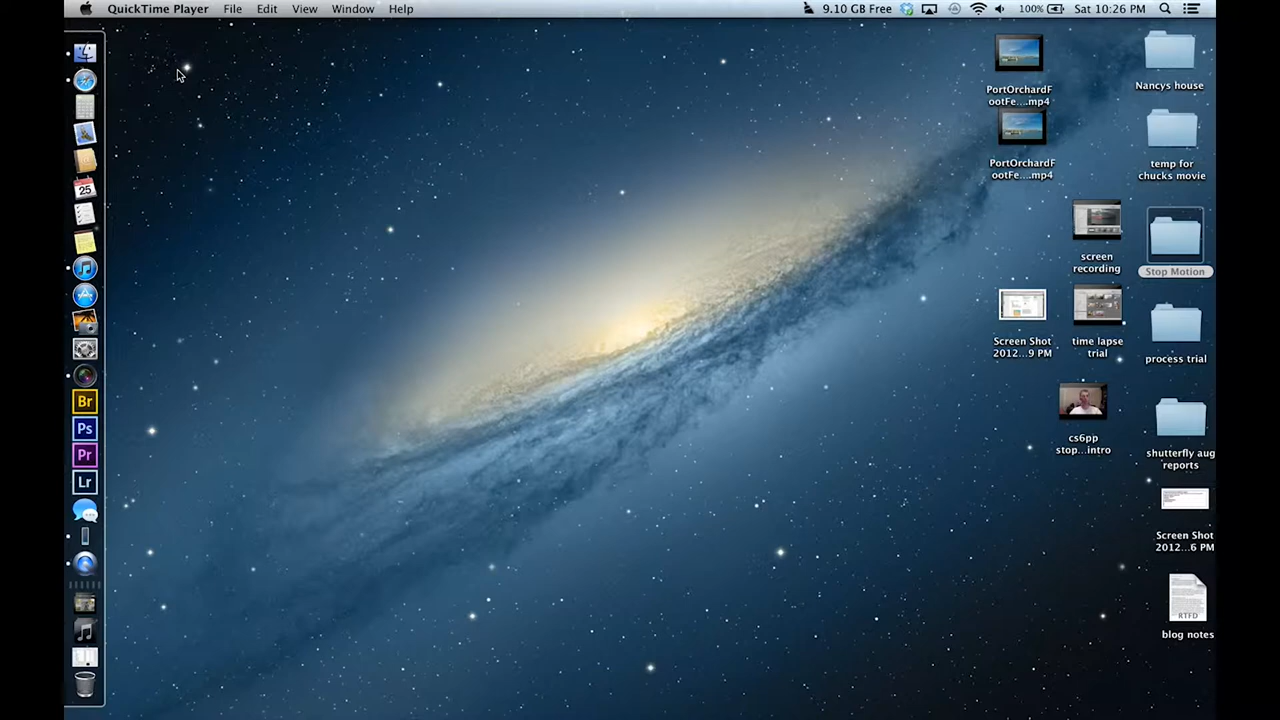 QuickTime Player File Edit View Window Help 9.10 GB Free 100% Sat 10:26 PM
PortOrchardF
ootFe....mp4
Nancys house
PortOrchardF
ootFe....mp4
temp for
chucks movie
screen
recording
Stop Motion
Screen Shot
2012...9 PM
time lapse
trial
process trial
cs6pp
stop...intro
shutterfly aug
reports
Screen Shot
2012...6 PM
RTFD
blog notes
25
Br
Ps
Pr
Lr